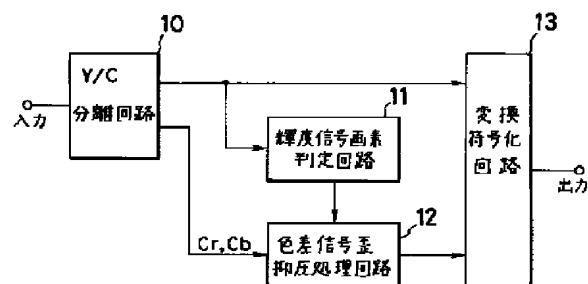 10
Y/C
分離回路
入力
11
輝度信号画素
判定回路
Cr,Cb
12
色差信号歪
抑圧処理回路
13
変換
符号化
回路
出力